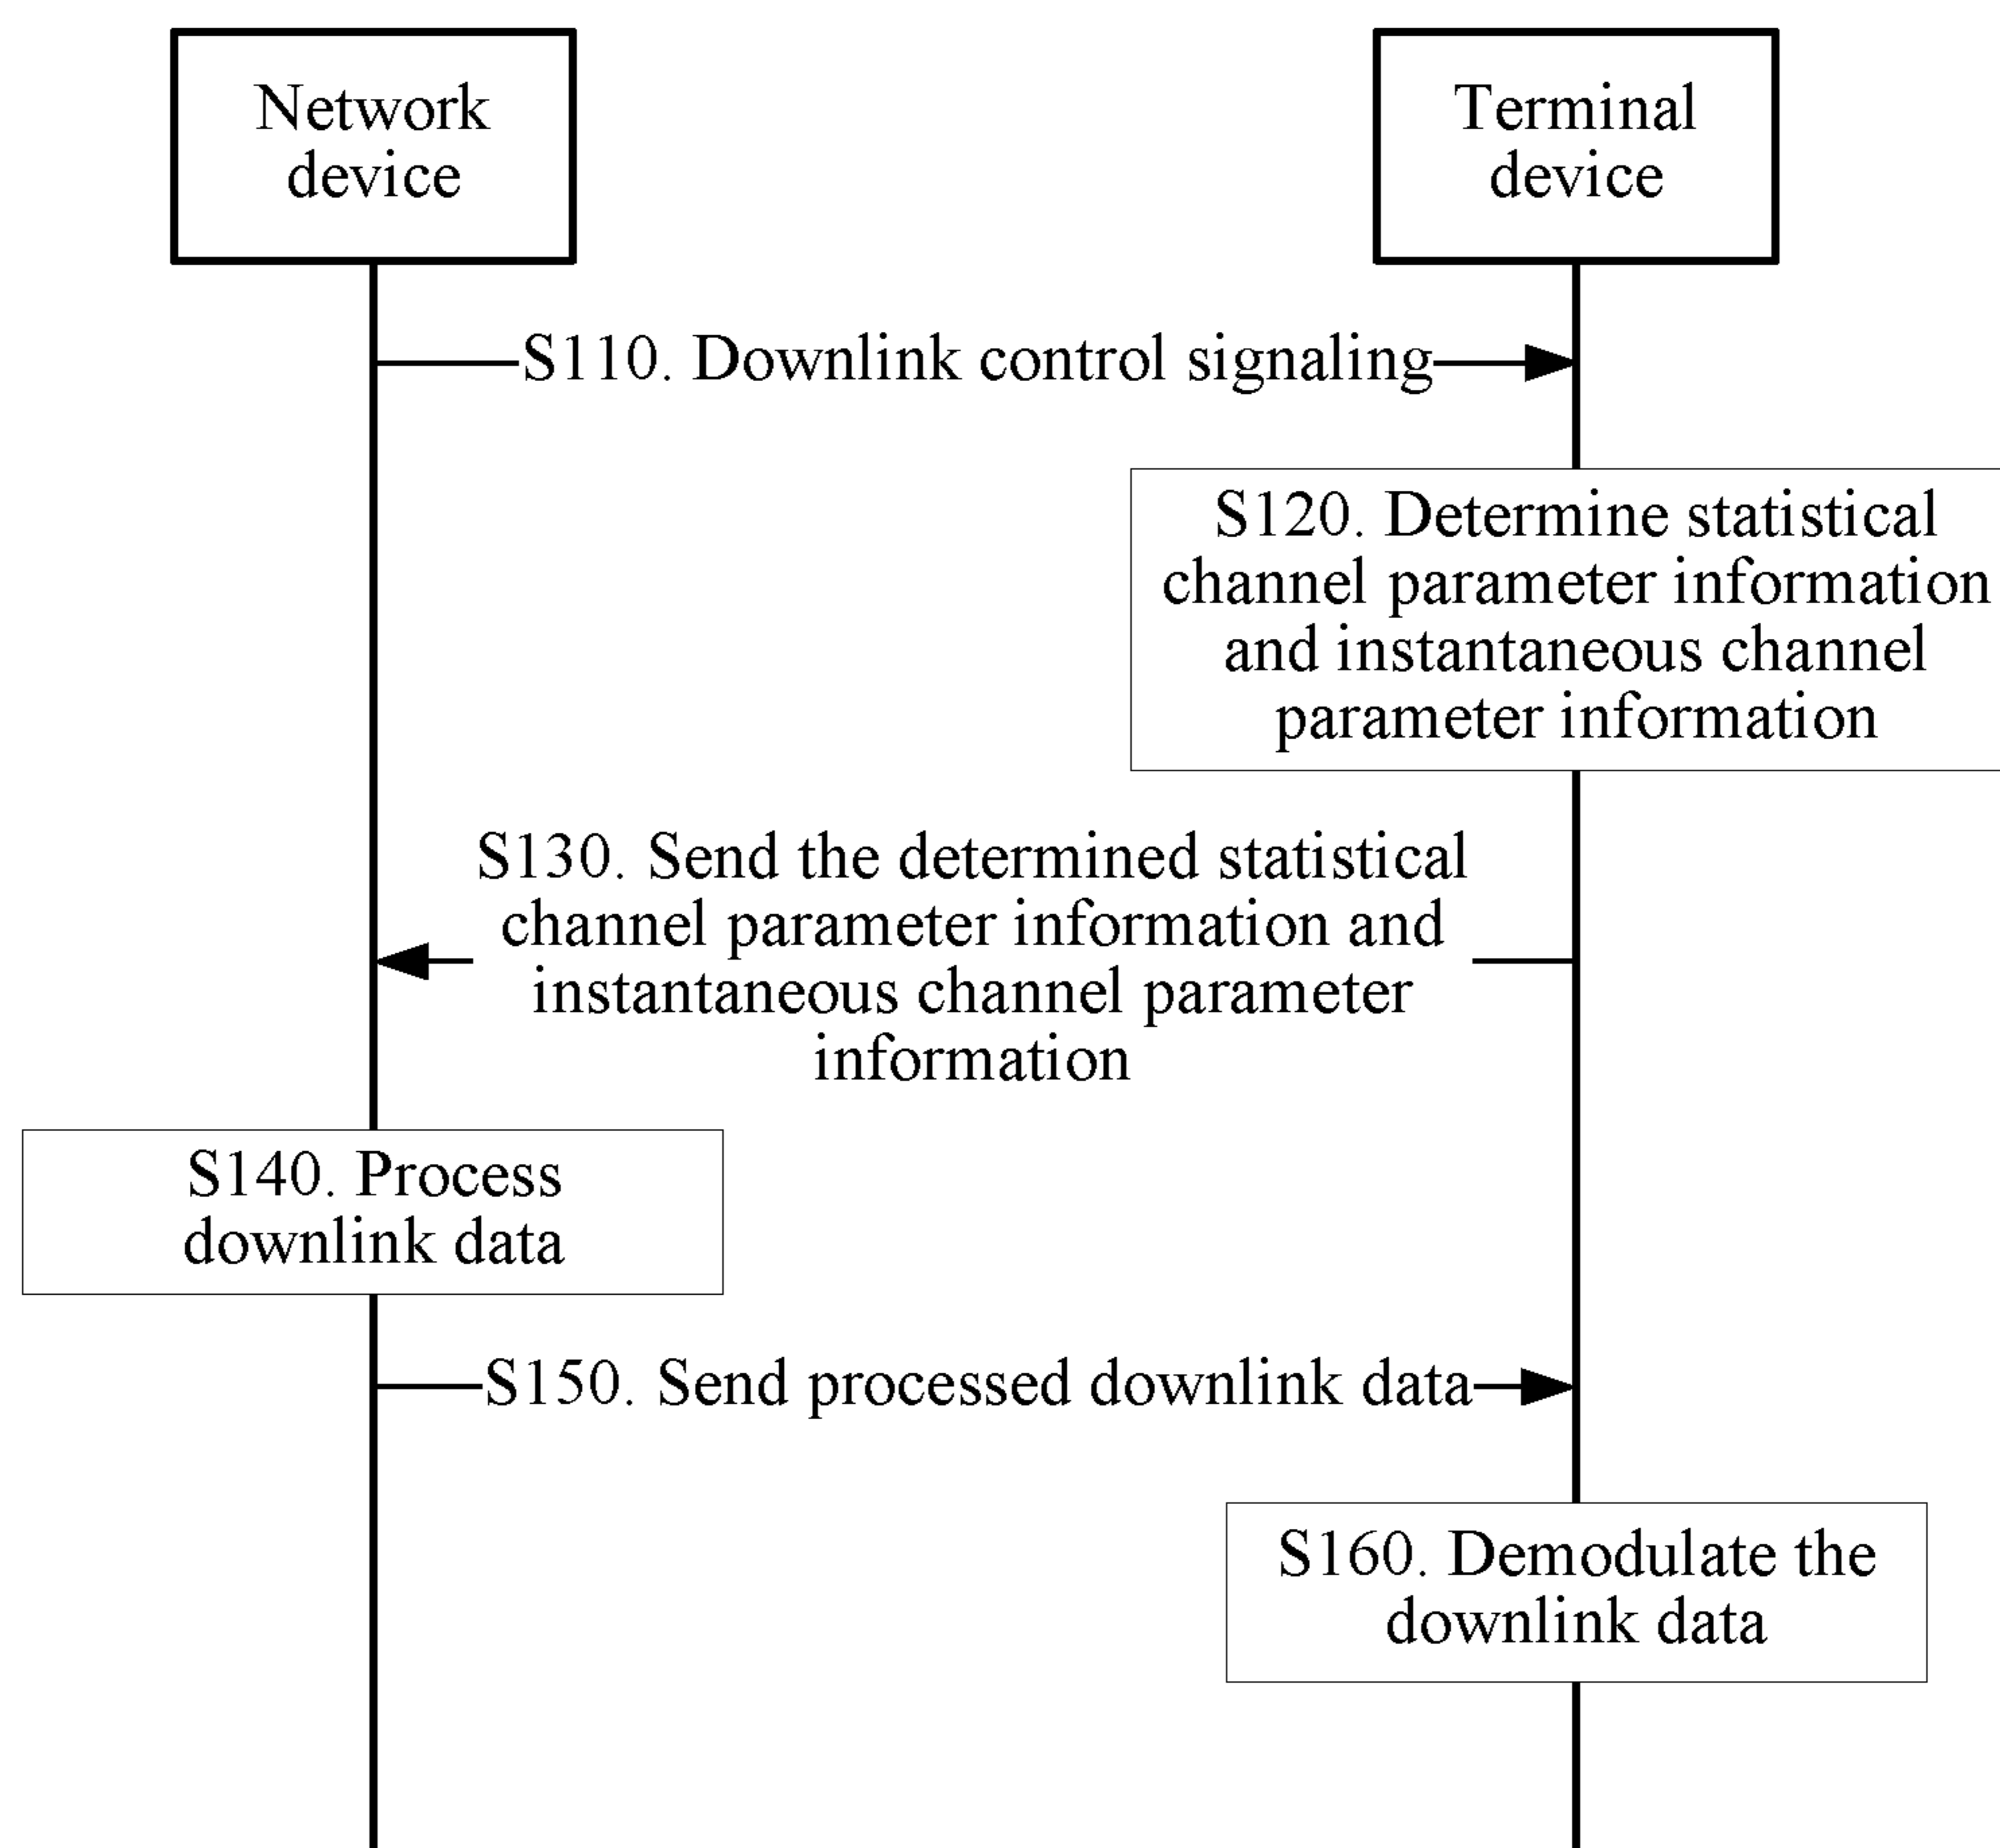 Network
device
Terminal
device
S110. Downlink control signaling
S120. Determine statistical
channel parameter information
and instantaneous channel
parameter information
S130. Send the determined statistical
channel parameter information and
instantaneous channel parameter
information
S140. Process
downlink data
S150. Send processed downlink data
S160. Demodulate the
downlink data